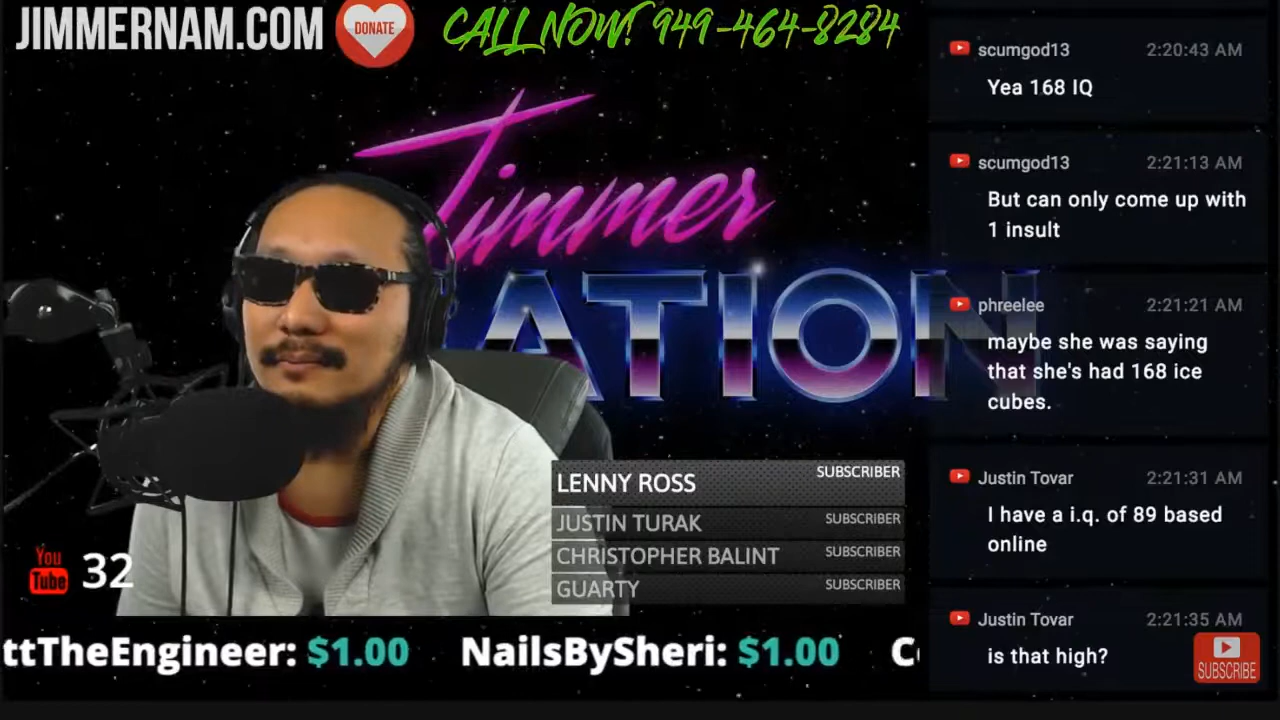 JIMMERNAM.COM
DONATE
CALL NOW! 949-464-8284
Jimmer
NATION
scumgod13 2:20:43 AM
Yea 168 IQ
scumgod13 2:21:13 AM
But can only come up with
1 insult
phreelee 2:21:21 AM
maybe she was saying
that she's had 168 ice
cubes.
Justin Tovar 2:21:31 AM
I have a i.q. of 89 based
online
Justin Tovar 2:21:35 AM
is that high?
SUBSCRIBE
LENNY ROSS SUBSCRIBER
JUSTIN TURAK SUBSCRIBER
CHRISTOPHER BALINT SUBSCRIBER
GUARTY SUBSCRIBER
You
Tube 32
ttTheEngineer: $1.00 NailsBySheri: $1.00